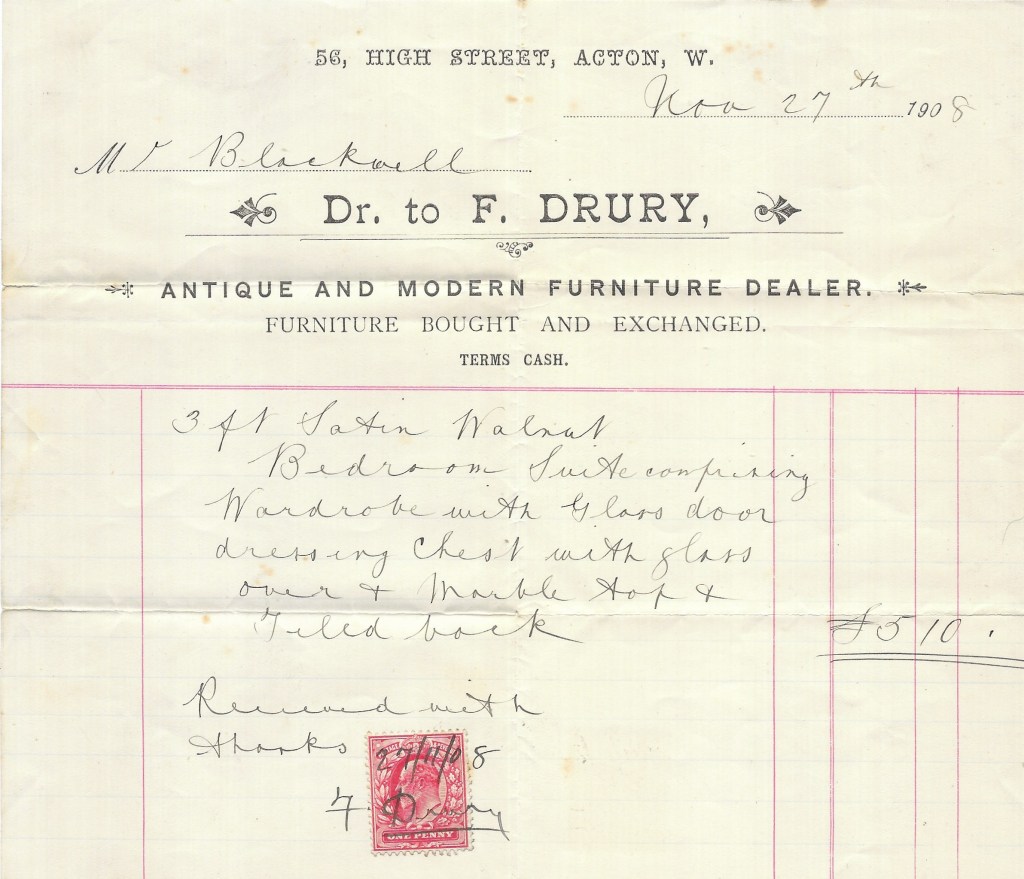 56, HIGH STREET, ACTON, W.
Nov 27th 1908
Mr Blackwell
Dr. to F. DRURY,
ANTIQUE AND MODERN FURNITURE DEALER.
FURNITURE BOUGHT AND EXCHANGED.
TERMS CASH.
3 ft Satin Walnut
Bedroom Suite comprising
Wardrobe with Glass door
dressing Chest with glass
over & Marble top &
Tiled back
£5 10 .
Received with
thanks
27/11/08
F. Drury
ONE PENNY